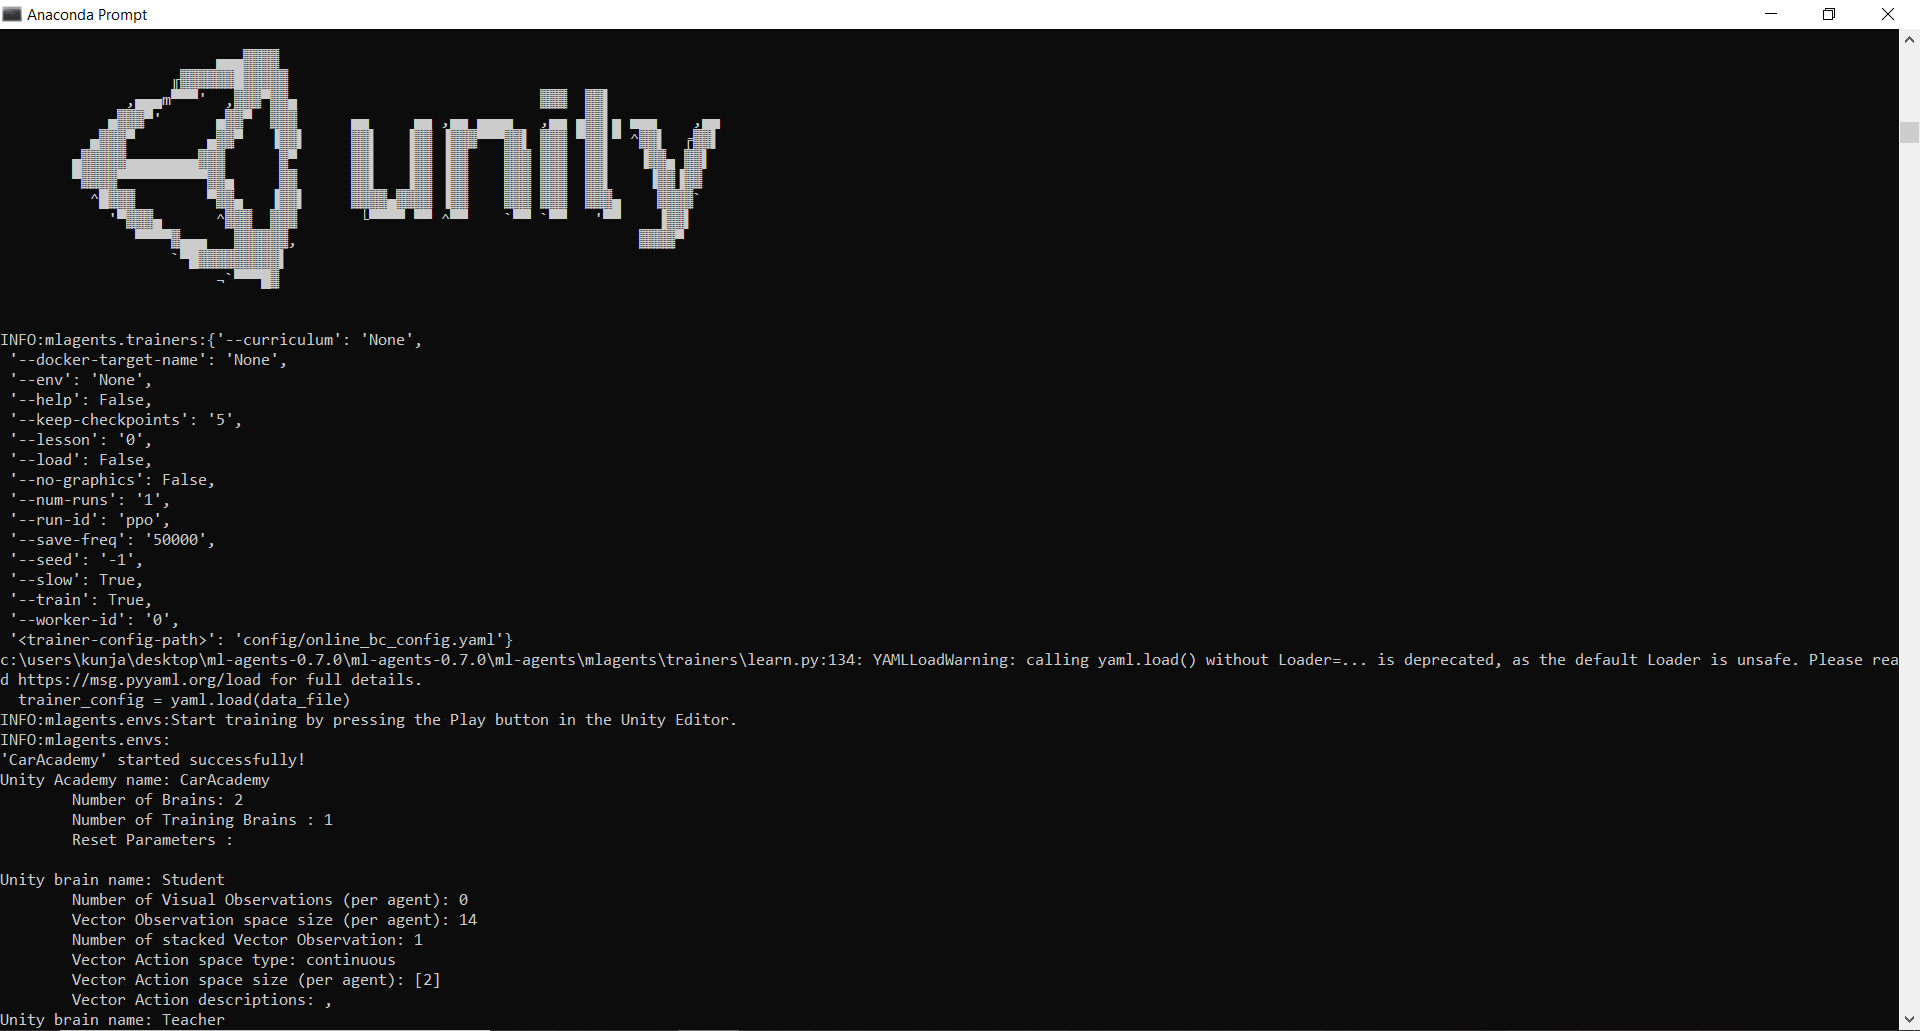 Anaconda Prompt
unity
INFO:mlagents.trainers:{'--curriculum': 'None',
 '--docker-target-name': 'None',
 '--env': 'None',
 '--help': False,
 '--keep-checkpoints': '5',
 '--lesson': '0',
 '--load': False,
 '--no-graphics': False,
 '--num-runs': '1',
 '--run-id': 'ppo',
 '--save-freq': '50000',
 '--seed': '-1',
 '--slow': True,
 '--train': True,
 '--worker-id': '0',
 '<trainer-config-path>': 'config/online_bc_config.yaml'}
c:\users\kunja\desktop\ml-agents-0.7.0\ml-agents-0.7.0\ml-agents\mlagents\trainers\learn.py:134: YAMLLoadWarning: calling yaml.load() without Loader=... is deprecated, as the default Loader is unsafe. Please rea
d https://msg.pyyaml.org/load for full details.
  trainer_config = yaml.load(data_file)
INFO:mlagents.envs:Start training by pressing the Play button in the Unity Editor.
INFO:mlagents.envs:
'CarAcademy' started successfully!
Unity Academy name: CarAcademy
        Number of Brains: 2
        Number of Training Brains : 1
        Reset Parameters :
Unity brain name: Student
        Number of Visual Observations (per agent): 0
        Vector Observation space size (per agent): 14
        Number of stacked Vector Observation: 1
        Vector Action space type: continuous
        Vector Action space size (per agent): [2]
        Vector Action descriptions: ,
Unity brain name: Teacher